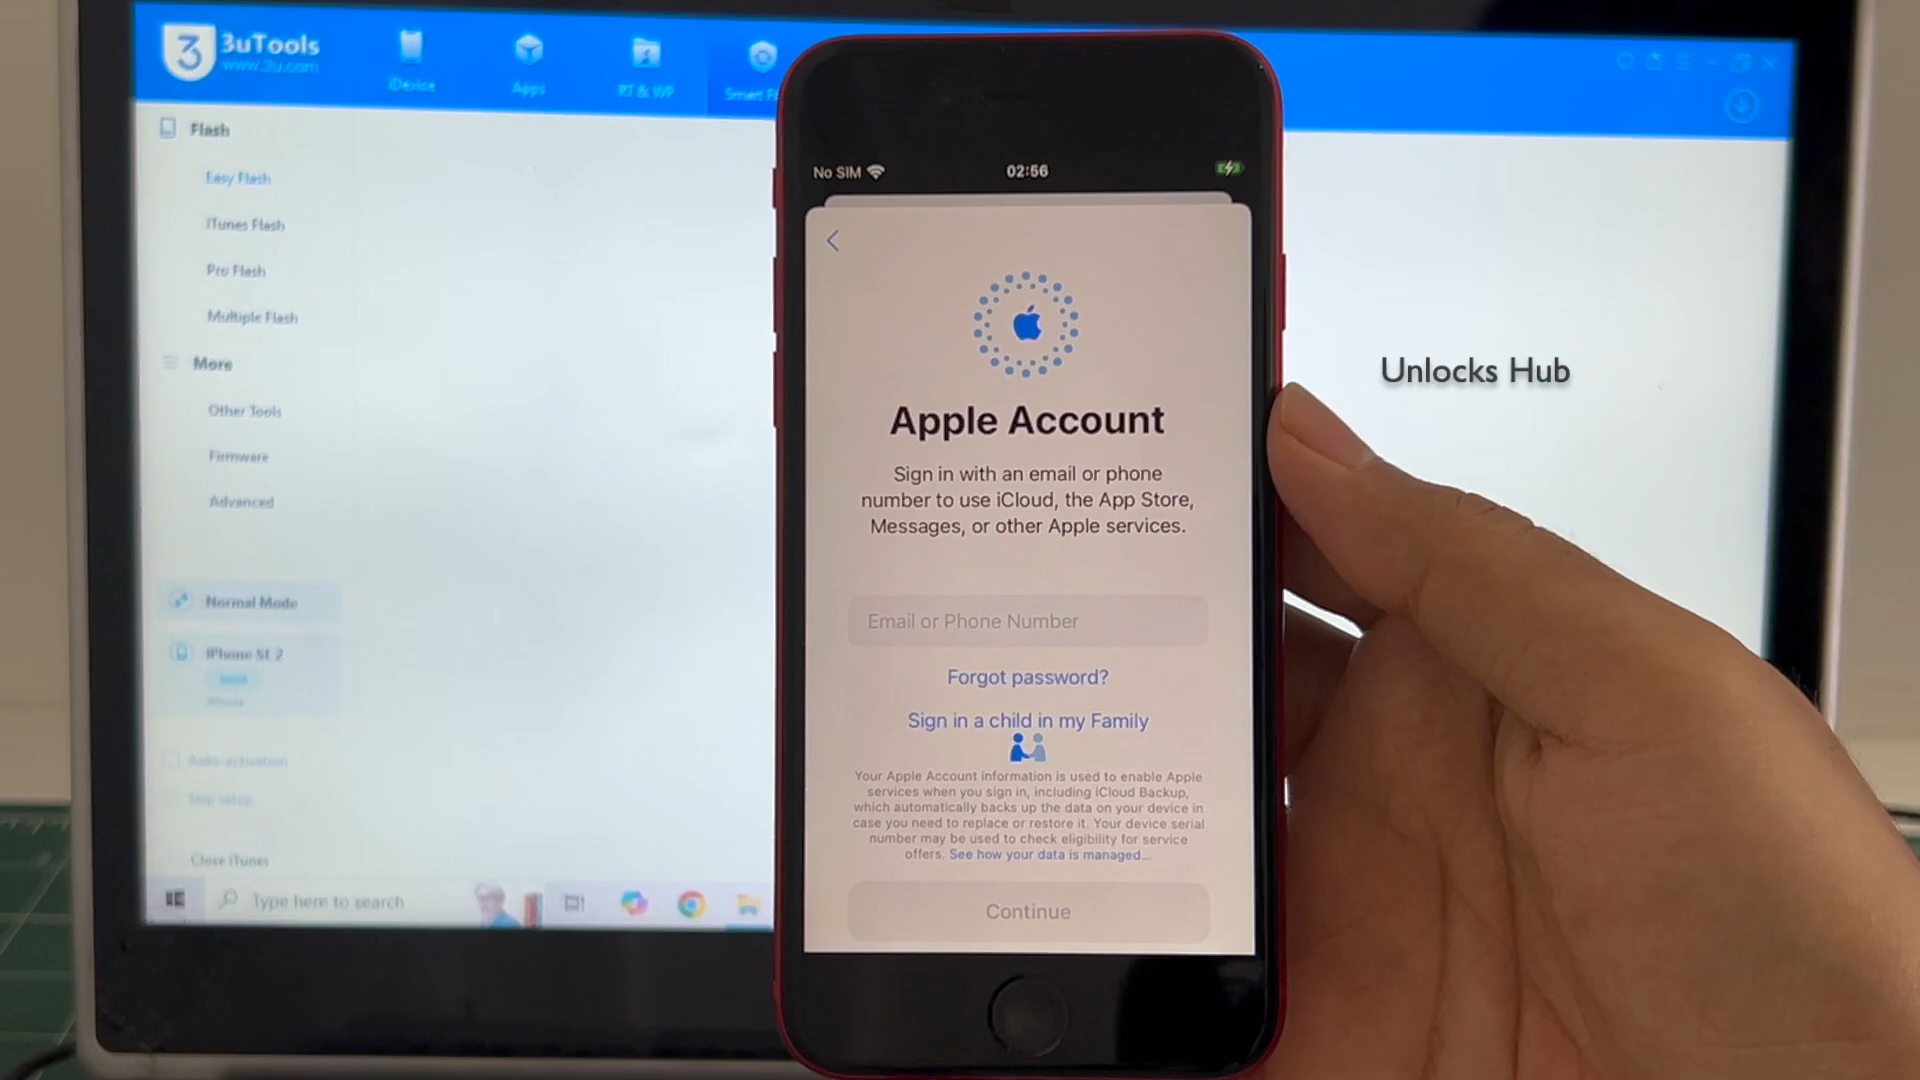 3uTools
www.3u.com
iDevice
Apps
RT & WP
Smart
Flash
Easy Flash
iTunes Flash
Pro Flash
Multiple Flash
More
Other Tools
Firmware
Advanced
Normal Mode
iPhone SE 2
Auto-activation
Skip setup
Close iTunes
Type here to search
No SIM
02:56
Apple Account
Sign in with an email or phone
number to use iCloud, the App Store,
Messages, or other Apple services.
Email or Phone Number
Forgot password?
Sign in a child in my Family
Your Apple Account information is used to enable Apple
services when you sign in, including iCloud Backup,
which automatically backs up the data on your device in
case you need to replace or restore it. Your device serial
number may be used to check eligibility for service
offers. See how your data is managed...
Continue
Unlocks Hub